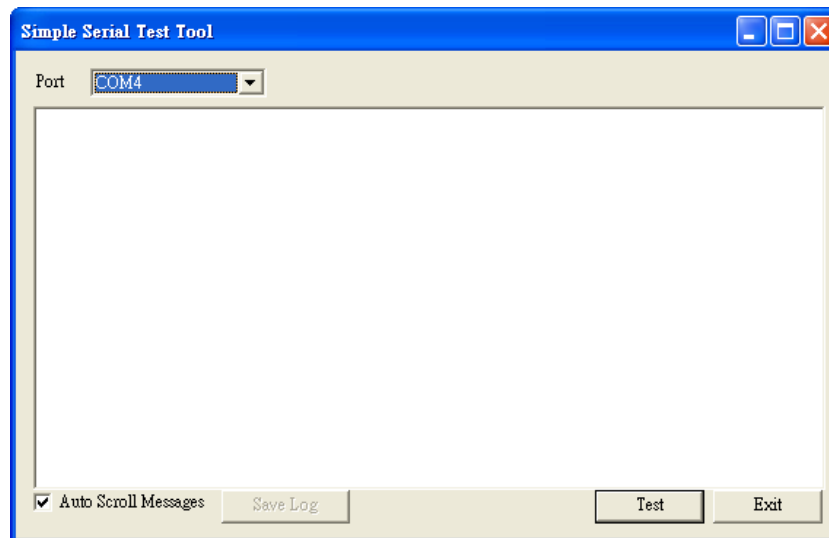 Simple Serial Test Tool
Port COM4
Auto Scroll Messages Save Log Test Exit